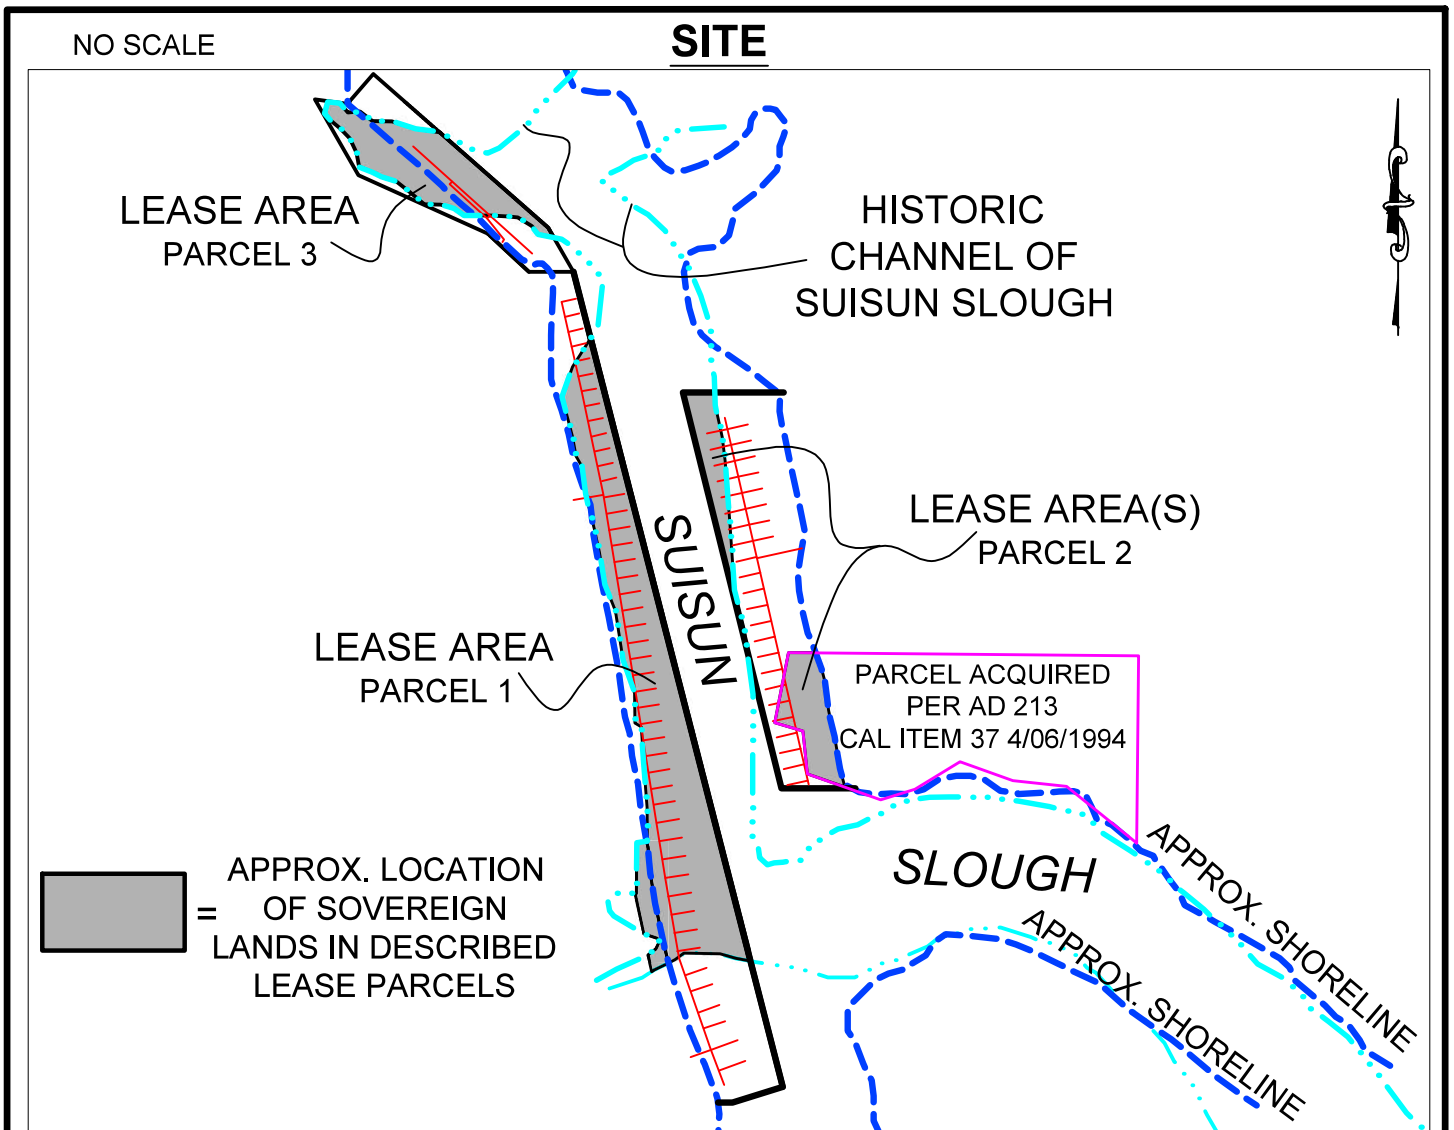 NO SCALE
SITE
LEASE AREA
PARCEL 3
HISTORIC
CHANNEL OF
SUISUN SLOUGH
LEASE AREA(S)
PARCEL 2
SUISUN
LEASE AREA
PARCEL 1
PARCEL ACQUIRED
PER AD 213
CAL ITEM 37 4/06/1994
SLOUGH
APPROX. SHORELINE
APPROX. SHORELINE
= APPROX. LOCATION
OF SOVEREIGN
LANDS IN DESCRIBED
LEASE PARCELS